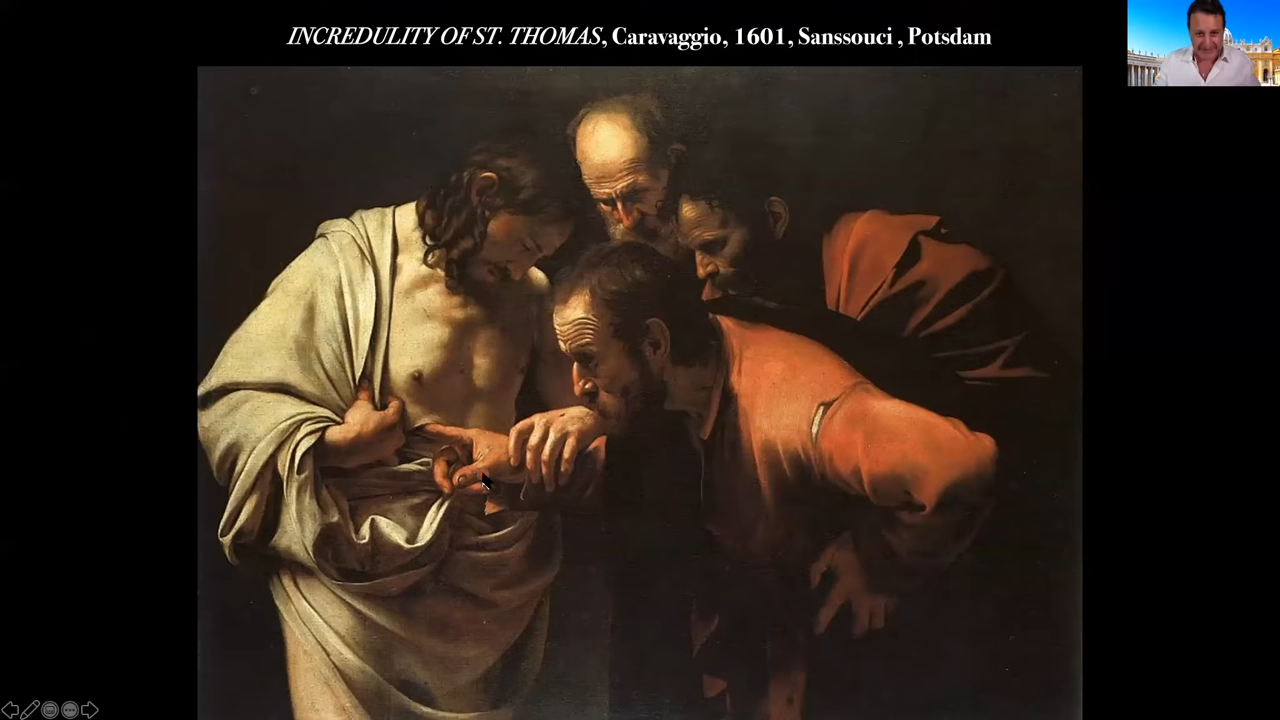 INCREDULITY OF ST. THOMAS, Caravaggio, 1601, Sanssouci , Potsdam